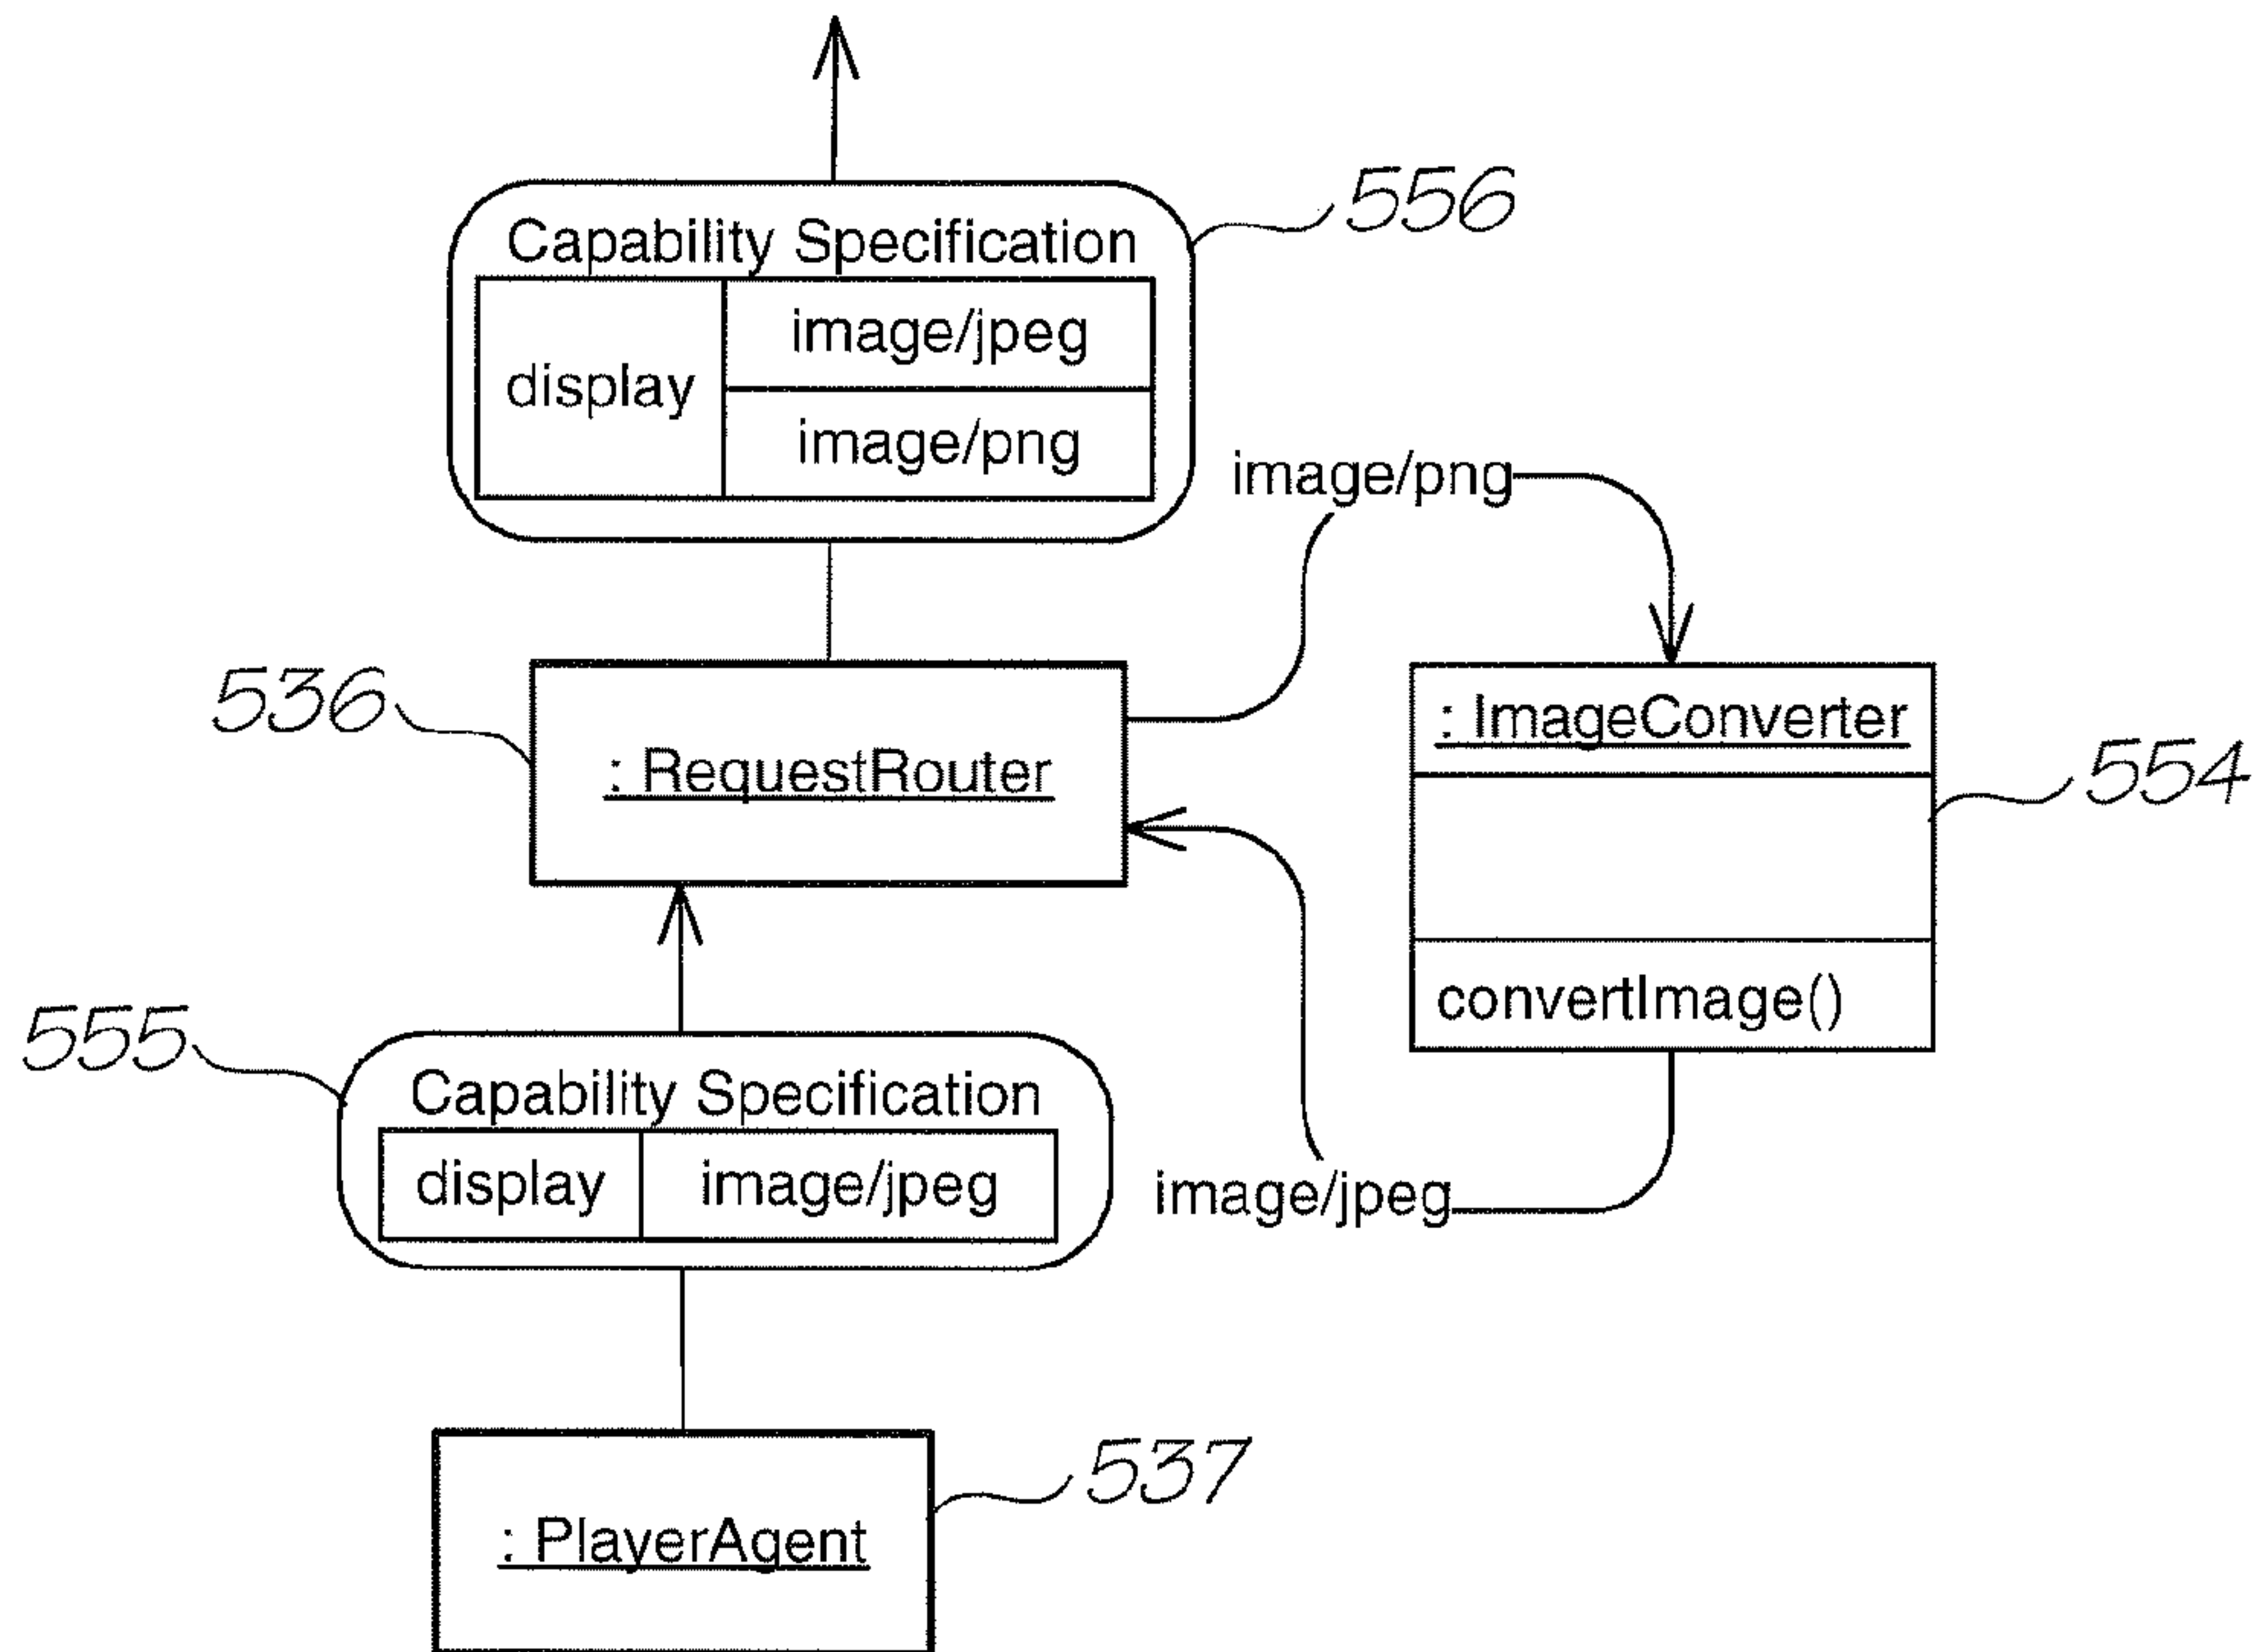 556
Capability Specification
image/jpeg
display
image/png
image/png
536
: RequestRouter
: ImageConverter
554
convertImage()
555
Capability Specification
display image/jpeg
image/jpeg
537
: PlayerAgent